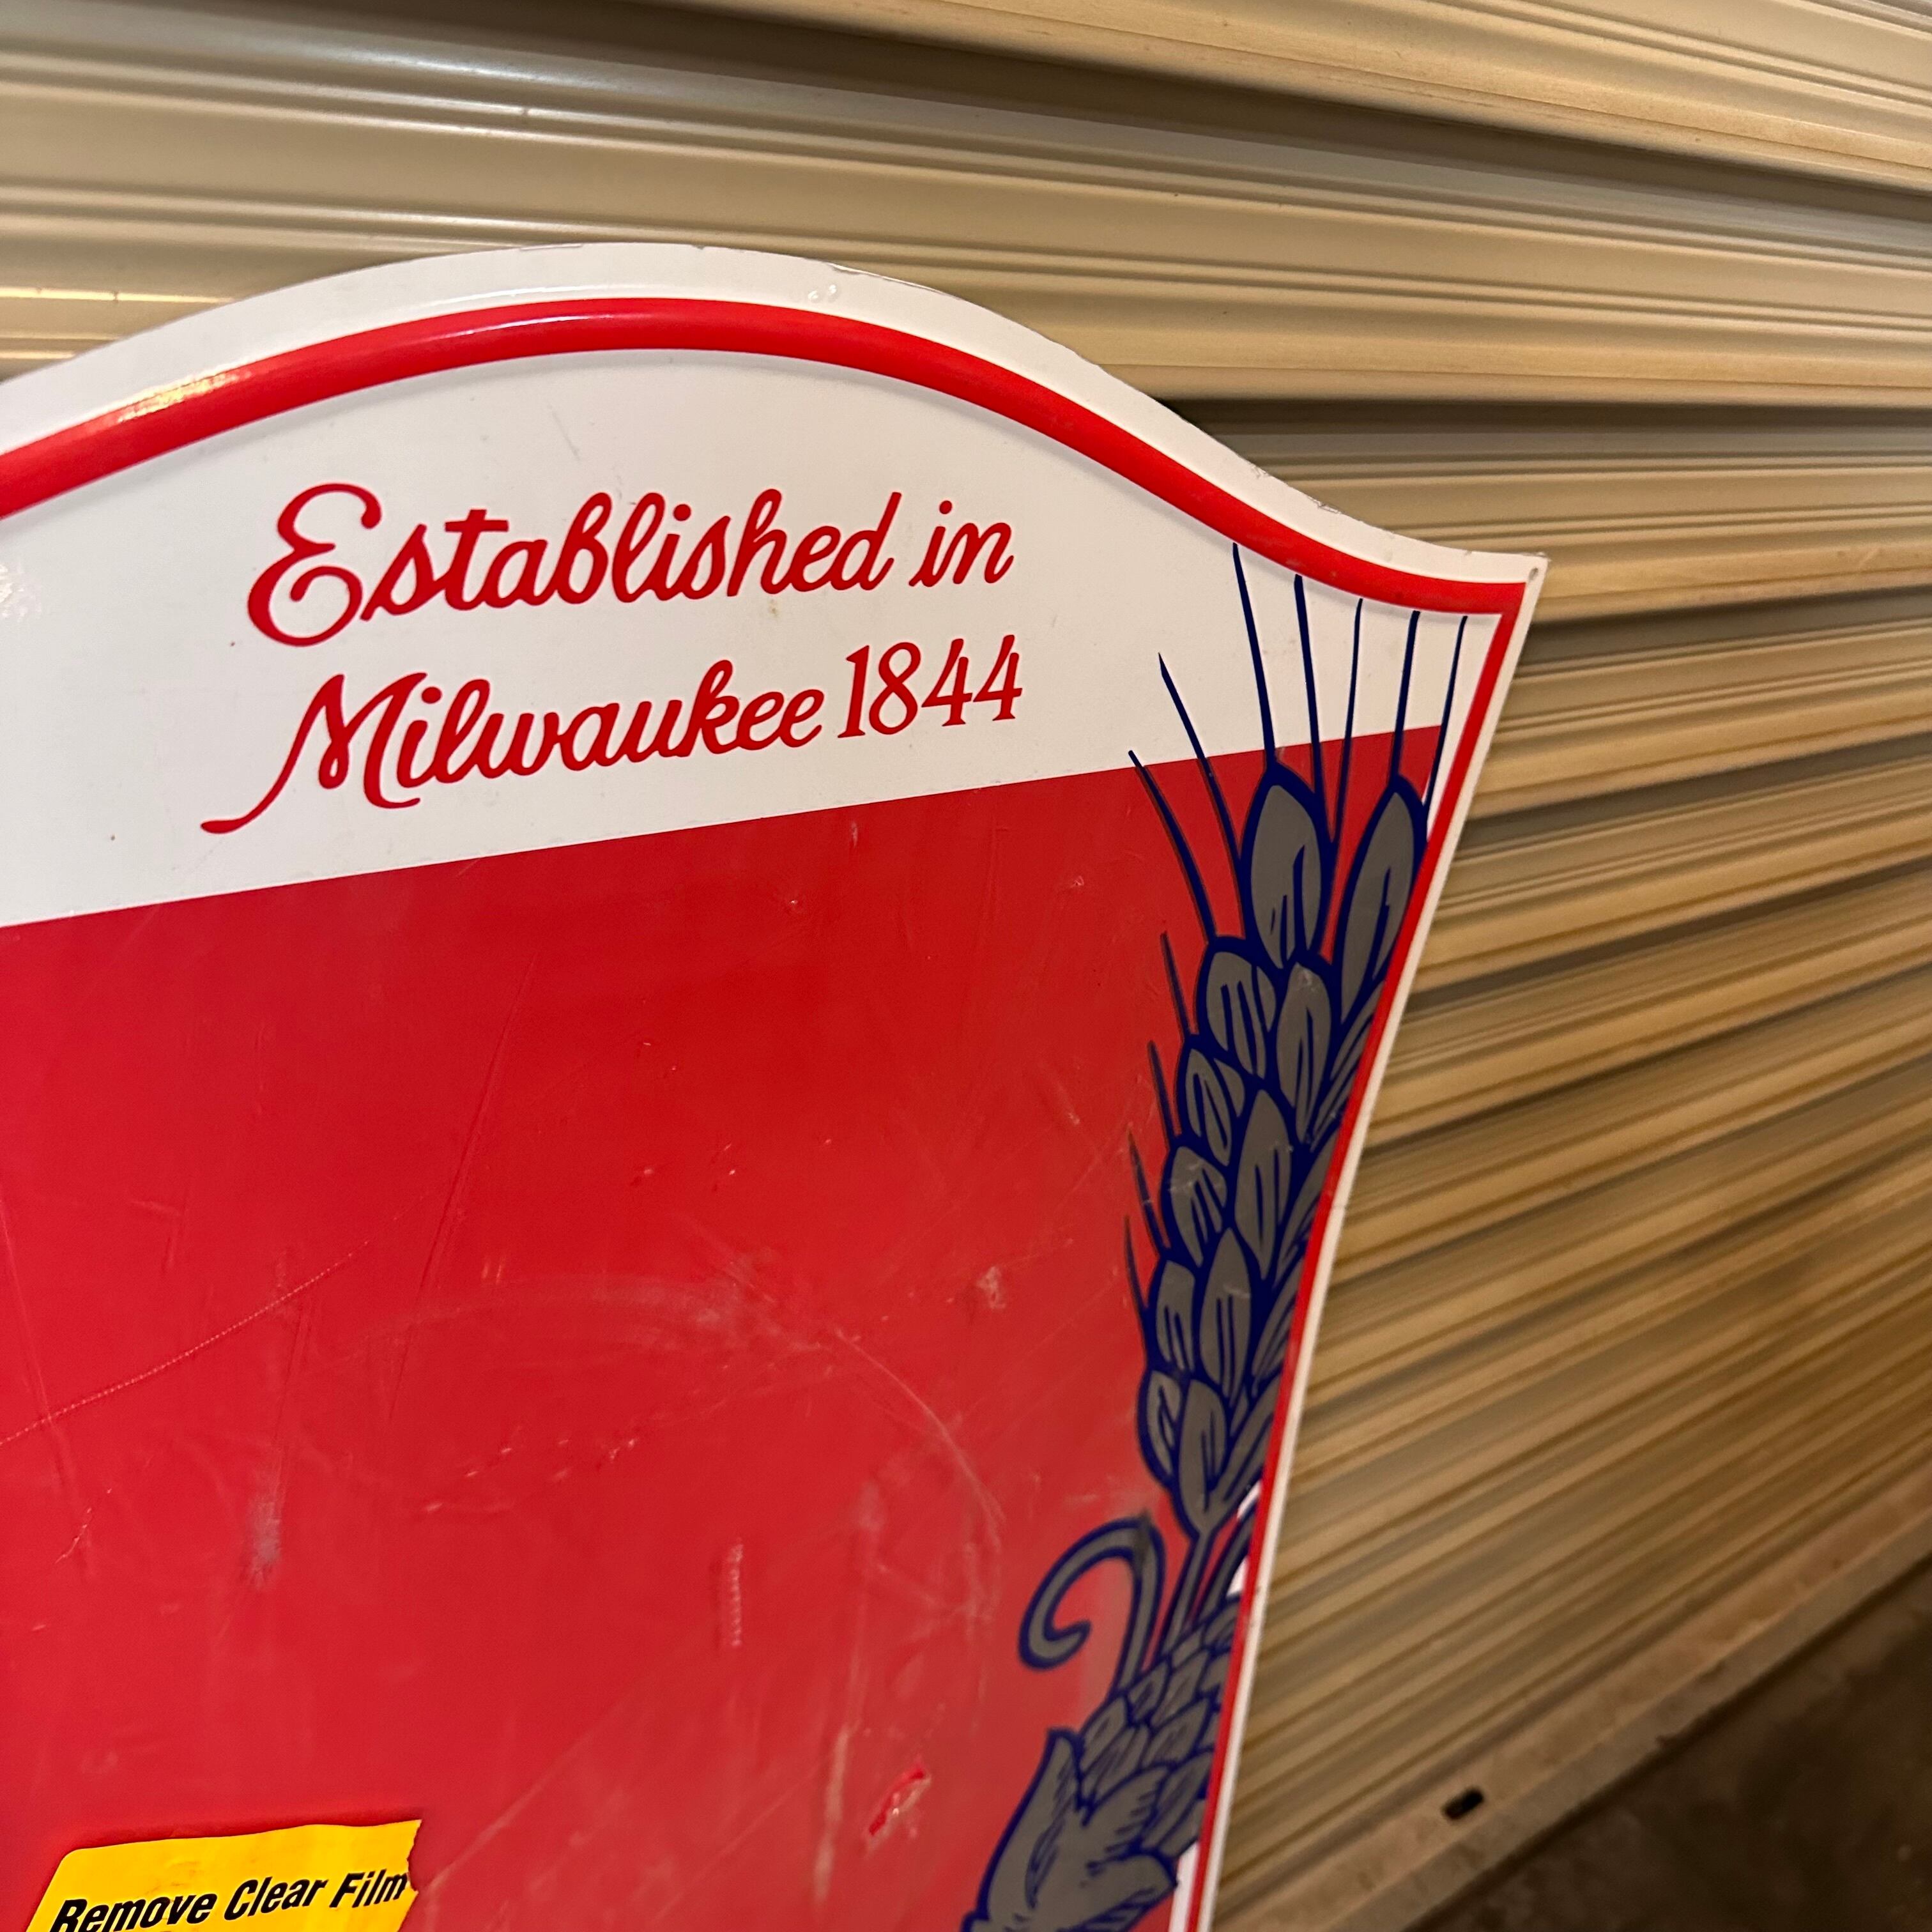 Established in
Milwaukee 1844
Remove Clear Film